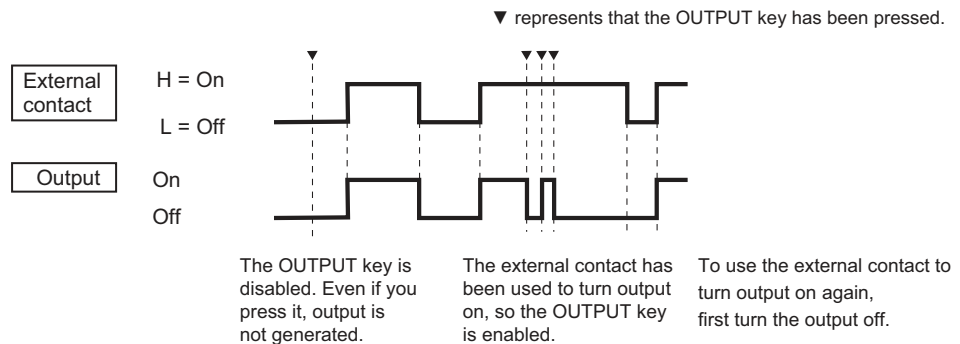 ▼ represents that the OUTPUT key has been pressed.
External
contact
H = On
L = Off
Output
On
Off
The OUTPUT key is
disabled. Even if you
press it, output is
not generated.
The external contact has
been used to turn output
on, so the OUTPUT key
is enabled.
To use the external contact to
turn output on again,
first turn the output off.